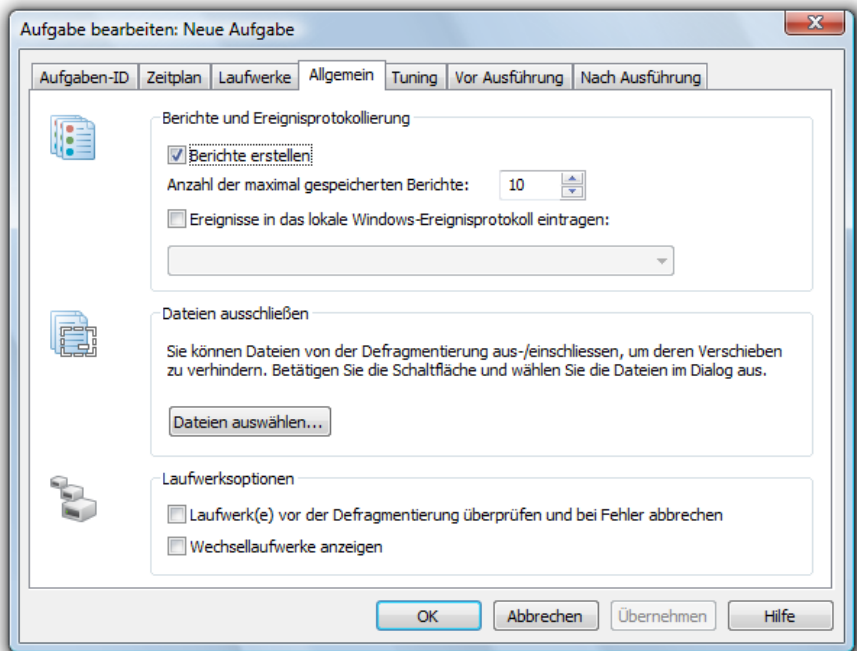 Aufgabe bearbeiten: Neue Aufgabe
Aufgaben-ID Zeitplan Laufwerke Allgemein Tuning Vor Ausführung Nach Ausführung
Berichte und Ereignisprotokollierung
Berichte erstellen
Anzahl der maximal gespeicherten Berichte: 10
Ereignisse in das lokale Windows-Ereignisprotokoll eintragen:
Dateien ausschließen
Sie können Dateien von der Defragmentierung aus-/einschliessen, um deren Verschieben
zu verhindern. Betätigen Sie die Schaltfläche und wählen Sie die Dateien im Dialog aus.
Dateien auswählen...
Laufwerksoptionen
Laufwerk(e) vor der Defragmentierung überprüfen und bei Fehler abbrechen
Wechsellaufwerke anzeigen
OK Abbrechen Übernehmen Hilfe